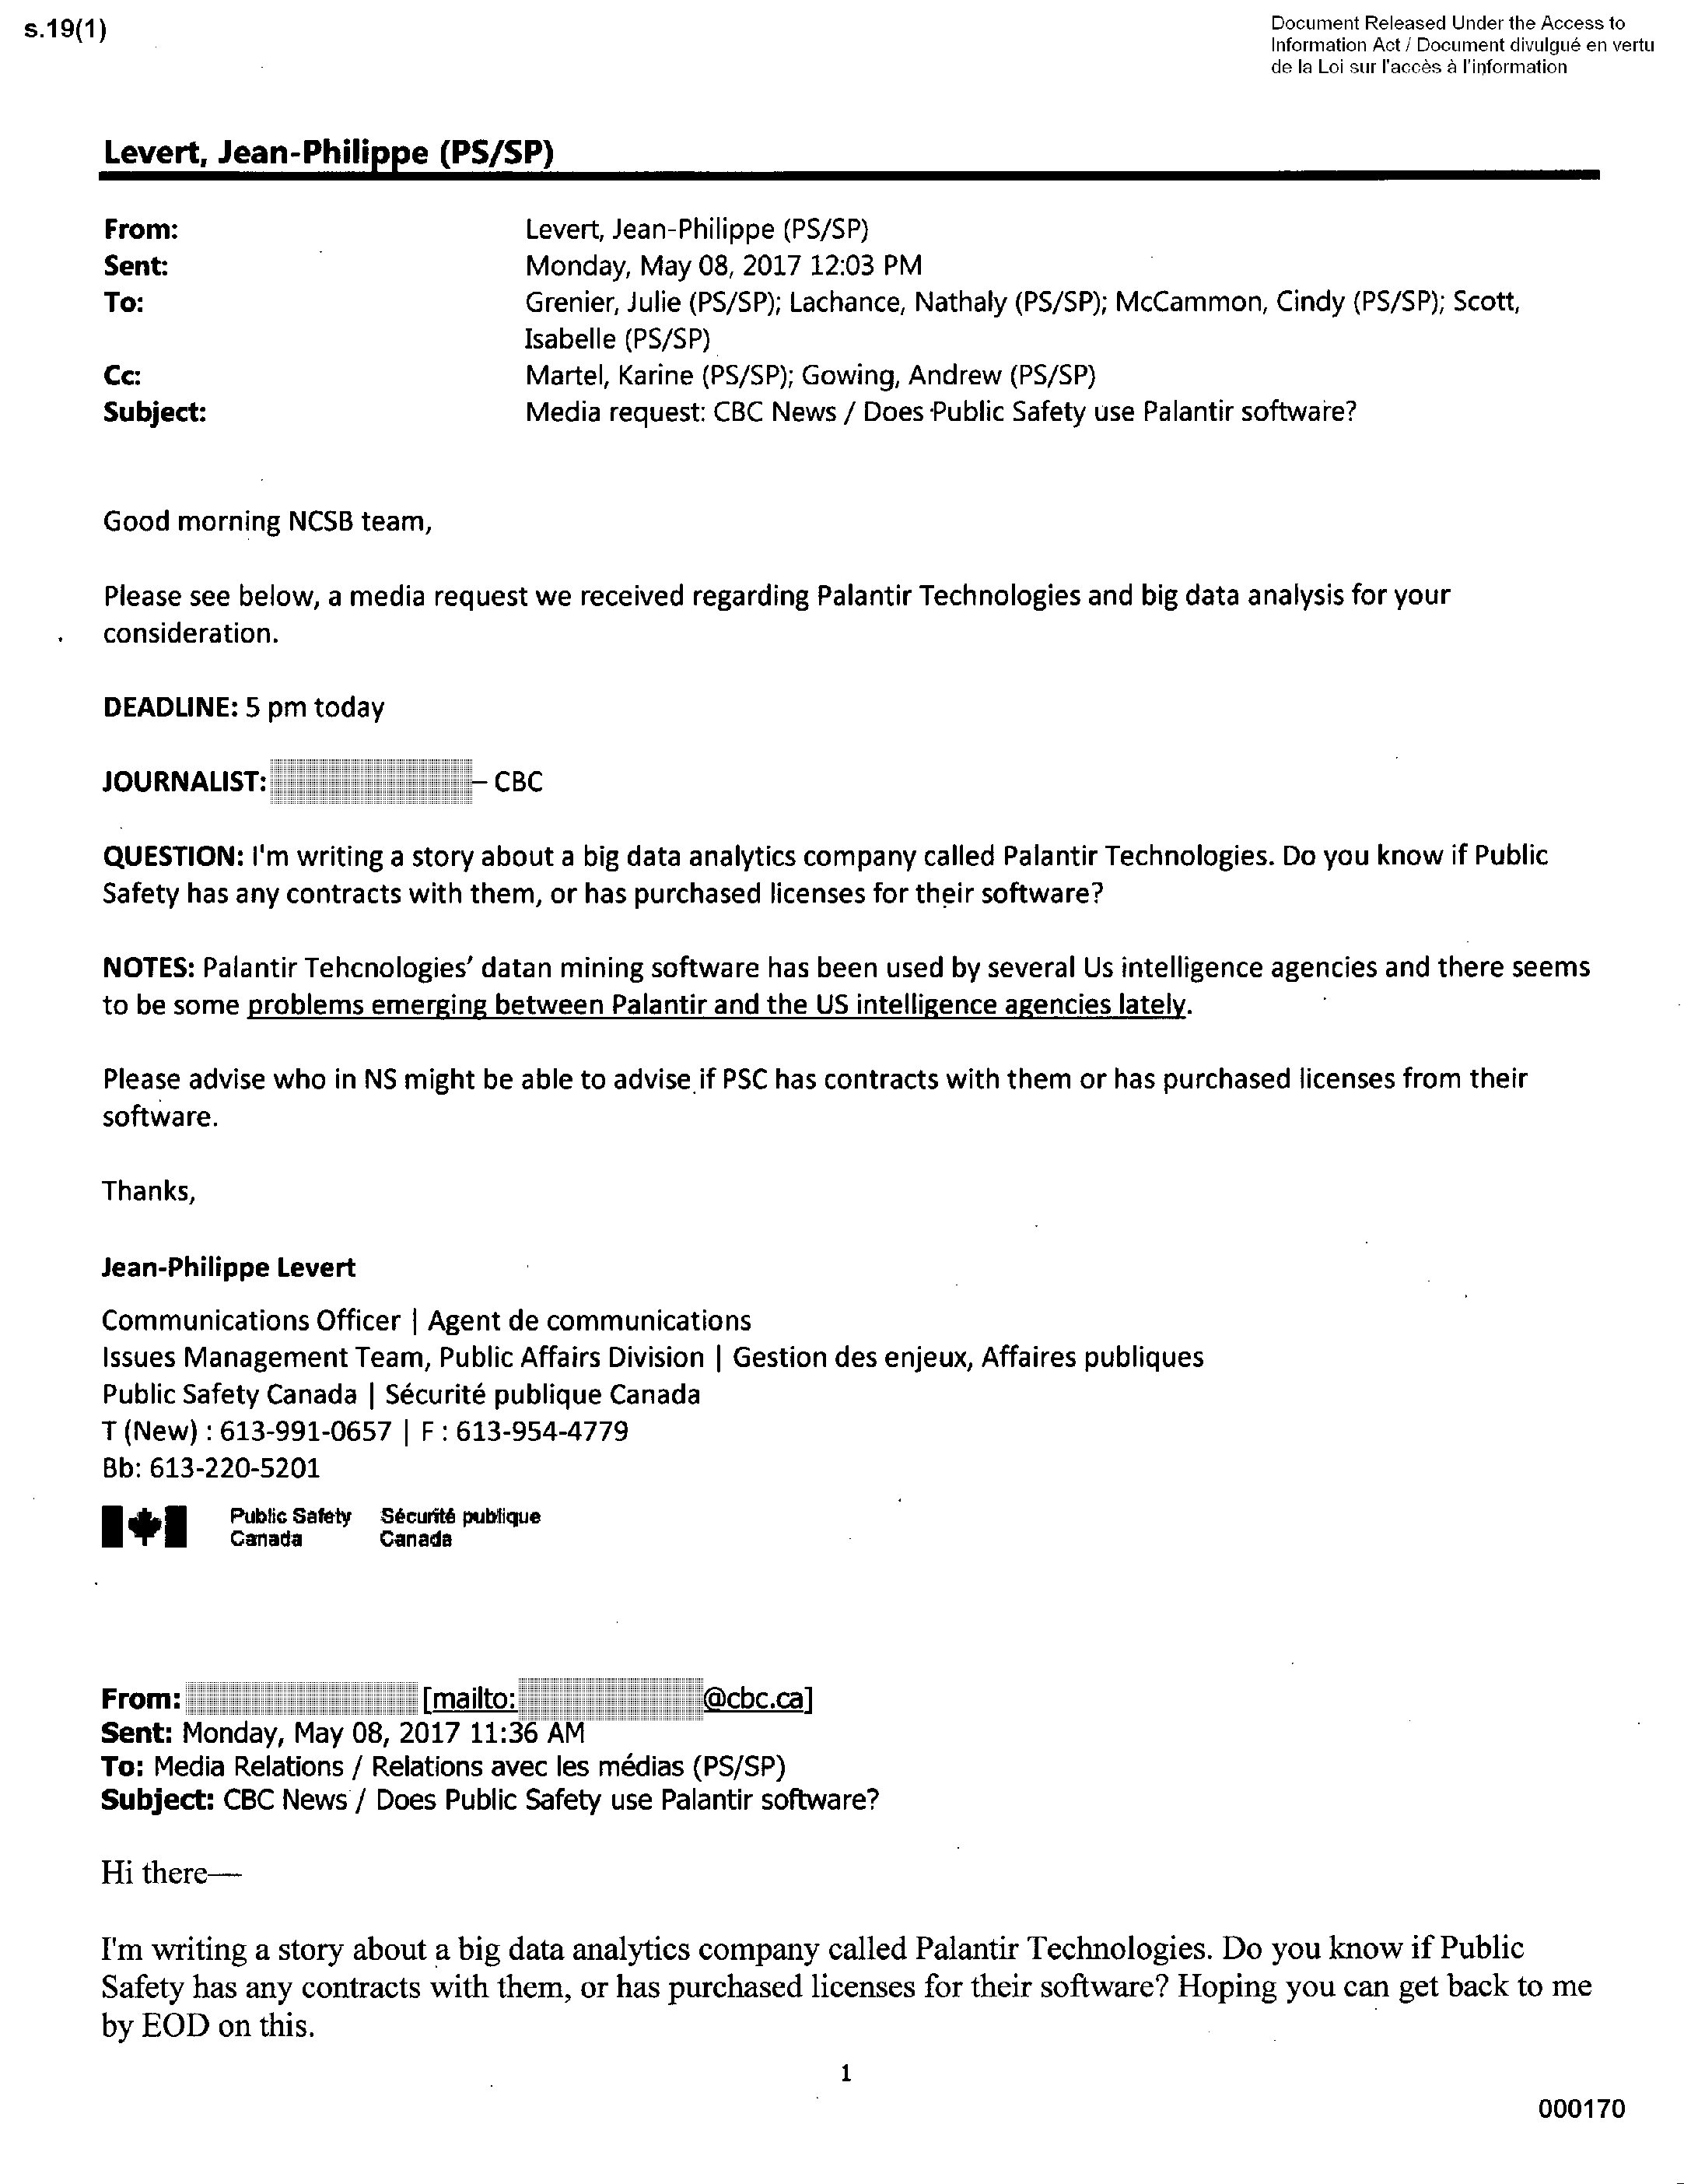 s.19(1)
Document Released Under the Access to
Information Act / Document divulgué en vertu
de la Loi sur l'accès à l'information
Levert, Jean-Philippe (PS/SP)
From: Levert, Jean-Philippe (PS/SP)
Sent: Monday, May 08, 2017 12:03 PM
To: Grenier, Julie (PS/SP); Lachance, Nathaly (PS/SP); McCammon, Cindy (PS/SP); Scott,
Isabelle (PS/SP)
Cc: Martel, Karine (PS/SP); Gowing, Andrew (PS/SP)
Subject: Media request: CBC News / Does Public Safety use Palantir software?
Good morning NCSB team,
Please see below, a media request we received regarding Palantir Technologies and big data analysis for your
consideration.
DEADLINE: 5 pm today
JOURNALIST: – CBC
QUESTION: I'm writing a story about a big data analytics company called Palantir Technologies. Do you know if Public
Safety has any contracts with them, or has purchased licenses for their software?
NOTES: Palantir Tehcnologies' datan mining software has been used by several Us intelligence agencies and there seems
to be some problems emerging between Palantir and the US intelligence agencies lately.
Please advise who in NS might be able to advise if PSC has contracts with them or has purchased licenses from their
software.
Thanks,
Jean-Philippe Levert
Communications Officer | Agent de communications
Issues Management Team, Public Affairs Division | Gestion des enjeux, Affaires publiques
Public Safety Canada | Sécurité publique Canada
T (New) : 613-991-0657 | F : 613-954-4779
Bb: 613-220-5201
Public Safety Sécurité publique
Canada Canada
From: [mailto: @cbc.ca]
Sent: Monday, May 08, 2017 11:36 AM
To: Media Relations / Relations avec les médias (PS/SP)
Subject: CBC News / Does Public Safety use Palantir software?
Hi there—
I'm writing a story about a big data analytics company called Palantir Technologies. Do you know if Public
Safety has any contracts with them, or has purchased licenses for their software? Hoping you can get back to me
by EOD on this.
1
000170